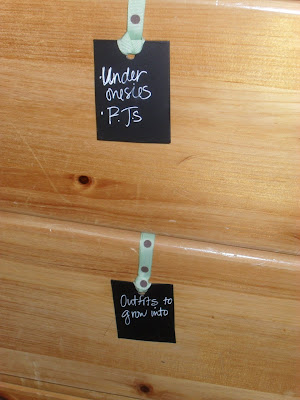 ·Under
onesies
·P.Js
Outfits to
grow into